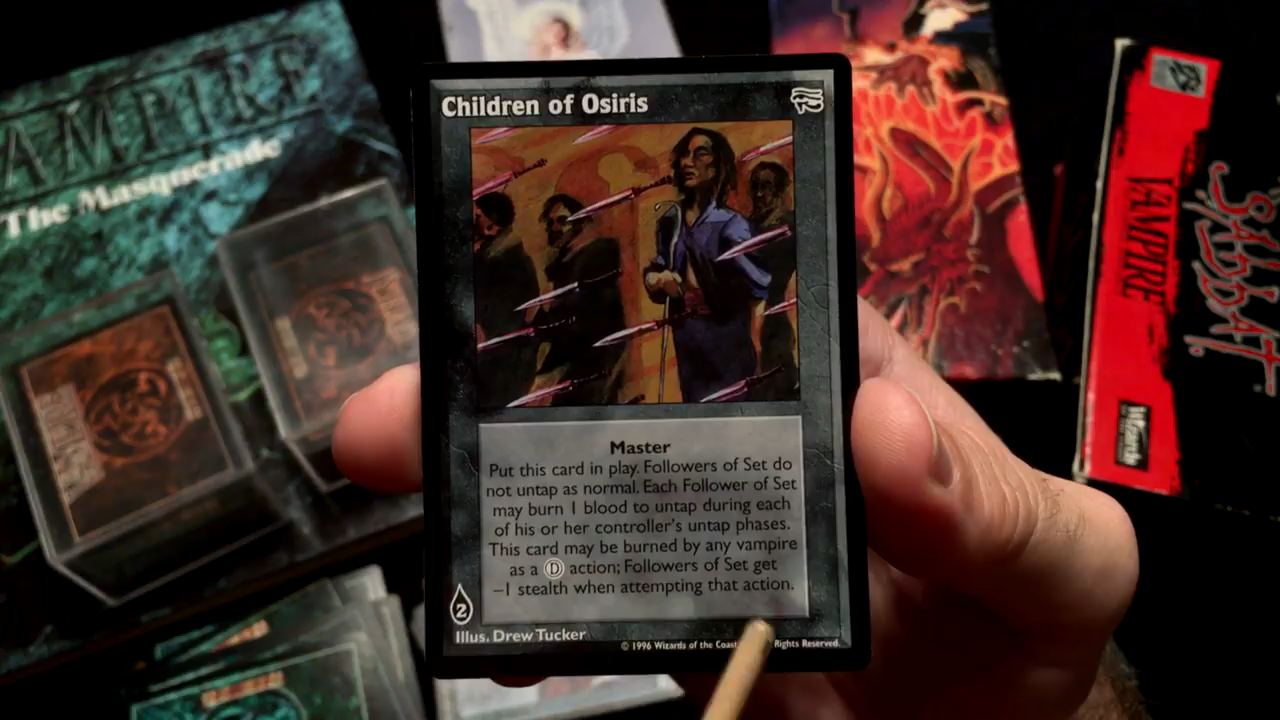 AMPIRE
The Masquerade
Children of Osiris
Master
Put this card in play. Followers of Set do
not untap as normal. Each Follower of Set
may burn 1 blood to untap during each
of his or her controller's untap phases.
This card may be burned by any vampire
as a Ⓓ action; Followers of Set get
–1 stealth when attempting that action.
2
Illus. Drew Tucker
© 1996 Wizards of the Coast
Rights Reserved.
VAMPIRE
SABBAT
Wizards